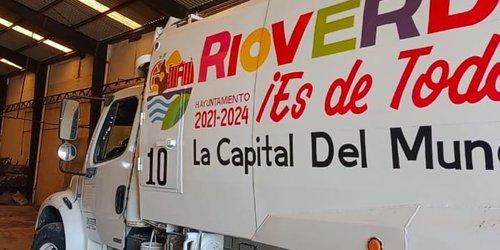 RIOVERD
H.AYUNTAMIENTO
2021-2024
¡Es de Todo
10
La Capital Del Mun